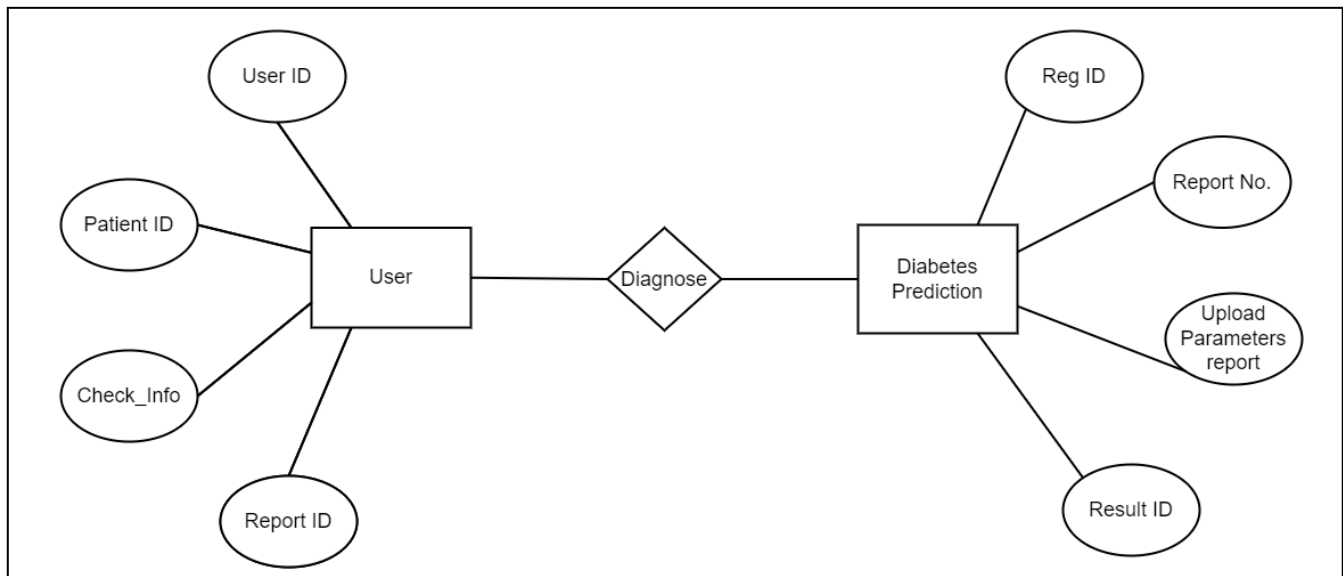 User ID
Reg ID
Report No.
Patient ID
User
Diagnose
Diabetes
Prediction
Upload
Parameters
report
Check_Info
Report ID
Result ID